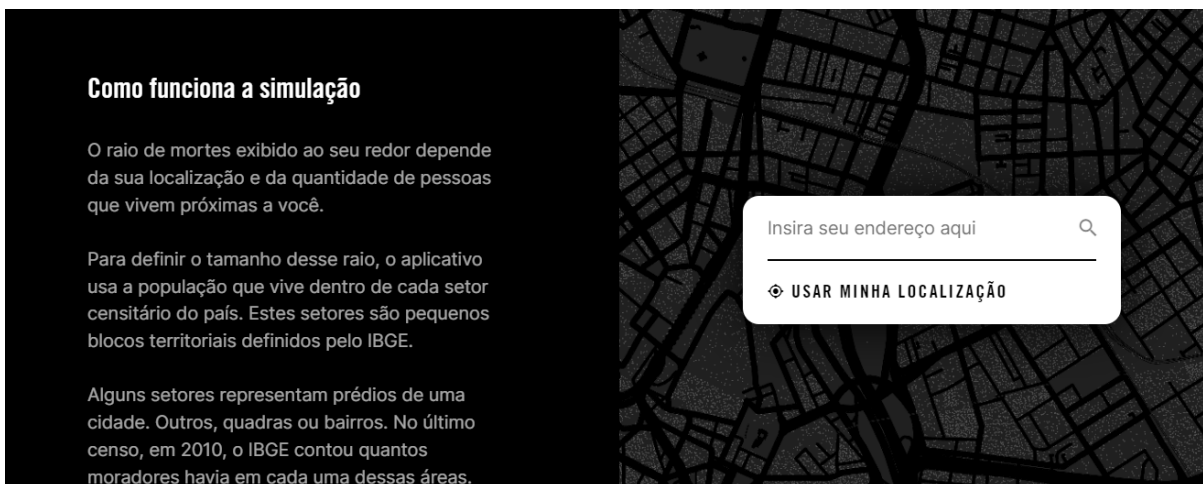 Como funciona a simulação
O raio de mortes exibido ao seu redor depende
da sua localização e da quantidade de pessoas
que vivem próximas a você.
Para definir o tamanho desse raio, o aplicativo
usa a população que vive dentro de cada setor
censitário do país. Estes setores são pequenos
blocos territoriais definidos pelo IBGE.
Alguns setores representam prédios de uma
cidade. Outros, quadras ou bairros. No último
censo, em 2010, o IBGE contou quantos
moradores havia em cada uma dessas áreas.
Insira seu endereço aqui
USAR MINHA LOCALIZAÇÃO